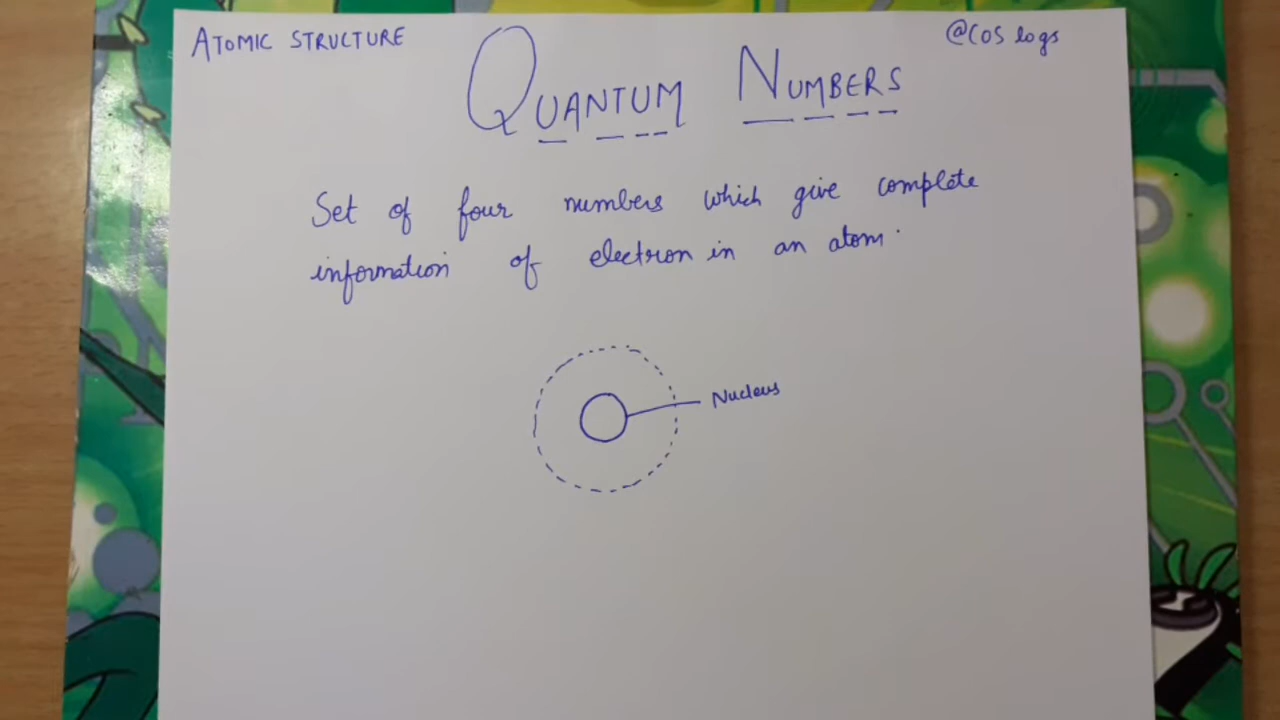 ATOMIC STRUCTURE
@COS logs
QUANTUM NUMBERS
Set of four numbers which give complete
information of electron in an atom.
Nucleus